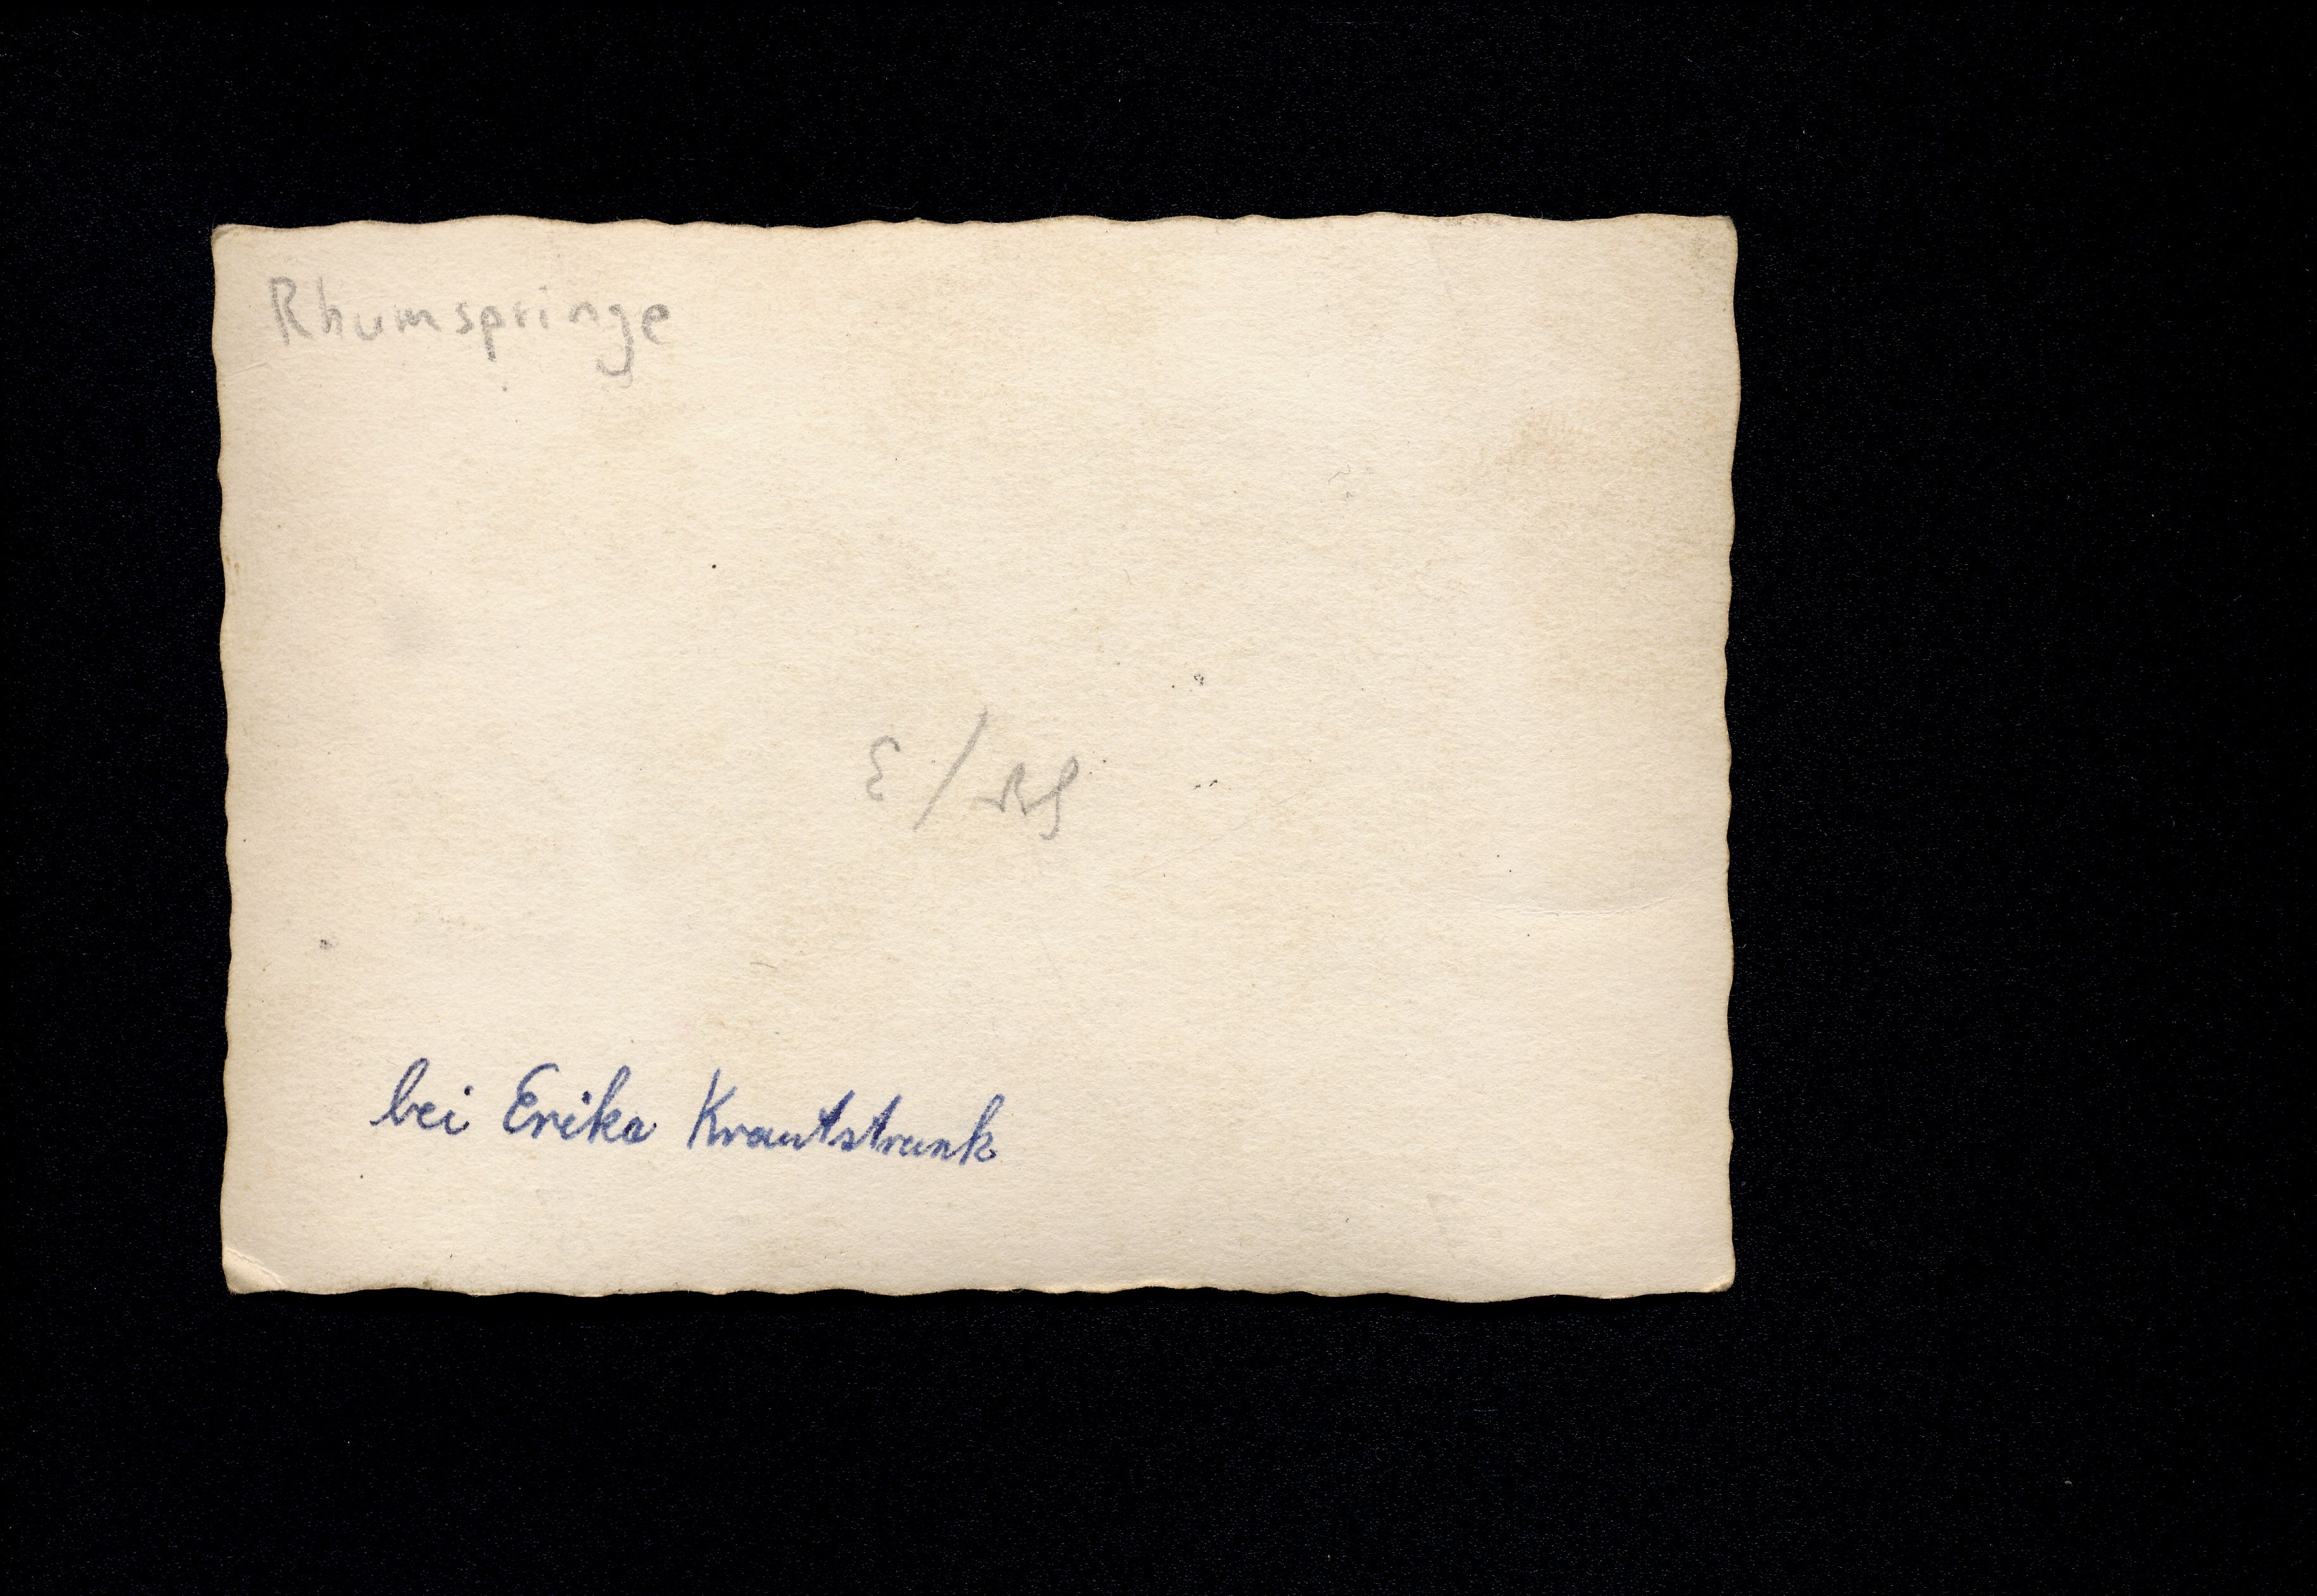 Rhumspringe
bei Erika Krautstrunk